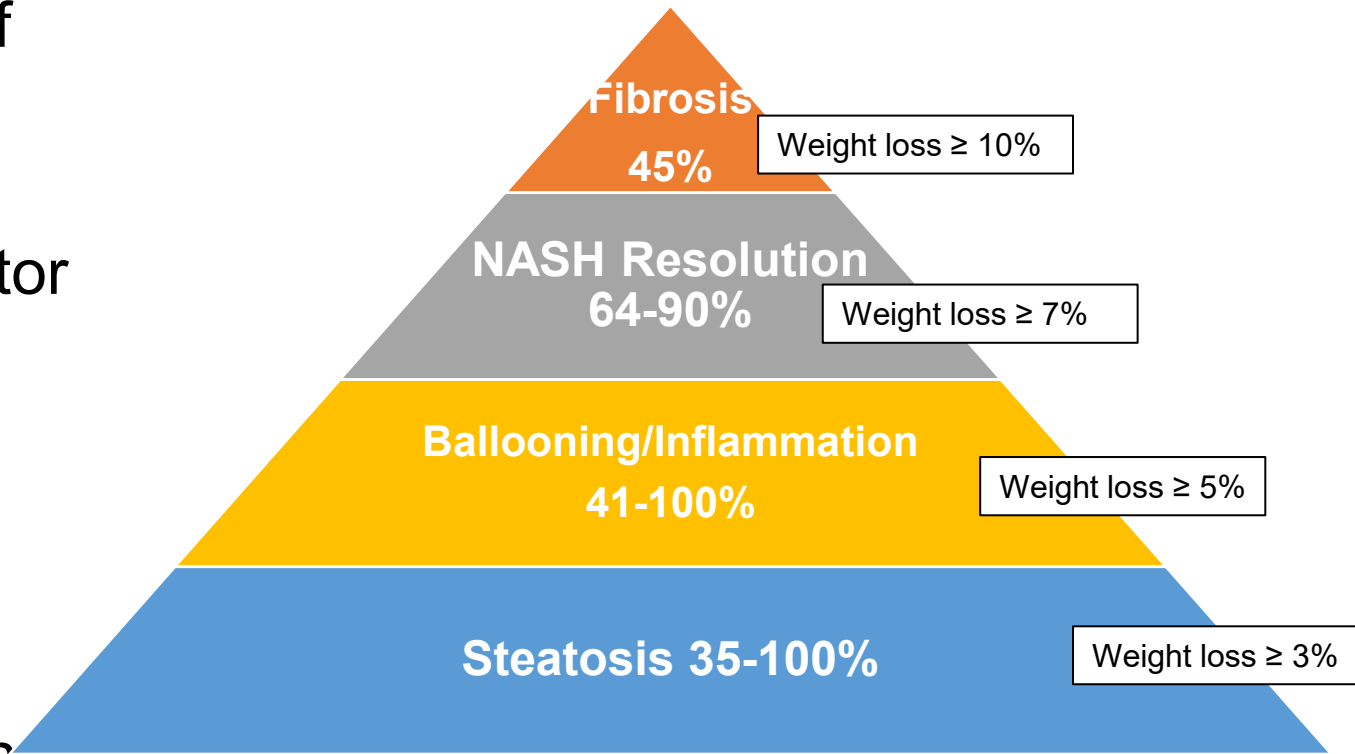 f
Fibrosis
45%
Weight loss ≥ 10%
tor
NASH Resolution
64-90%
Weight loss ≥ 7%
Ballooning/Inflammation
41-100%
Weight loss ≥ 5%
Steatosis 35-100%
Weight loss ≥ 3%